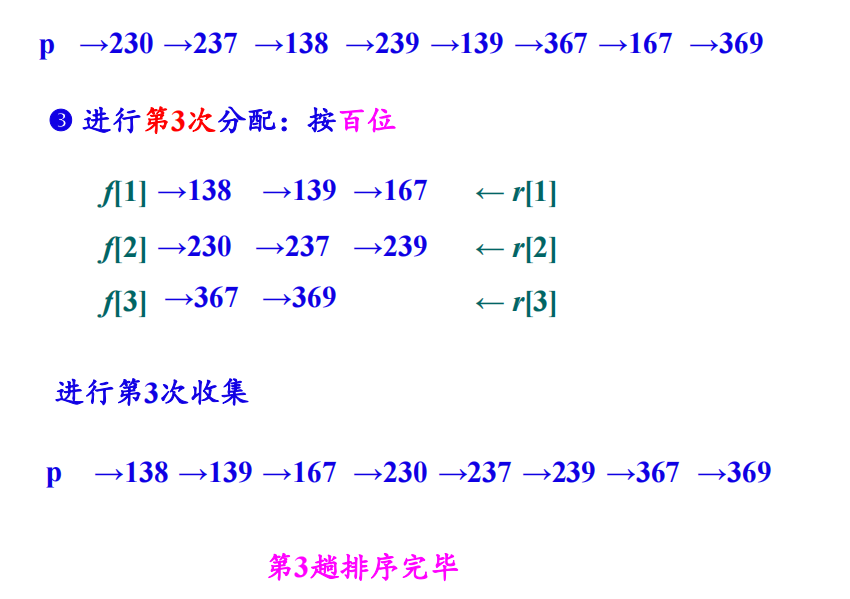 p →230 →237 →138 →239 →139 →367 →167 →369
❸ 进行第3次分配：按百位
f[1] →138 →139 →167 ← r[1]
f[2] →230 →237 →239 ← r[2]
f[3] →367 →369 ← r[3]
进行第3次收集
p →138 →139 →167 →230 →237 →239 →367 →369
第3趟排序完毕